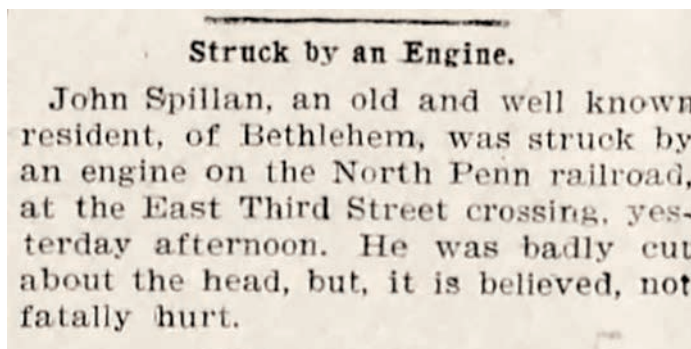 Struck by an Engine.
John Spillan, an old and well known
resident, of Bethlehem, was struck by
an engine on the North Penn railroad,
at the East Third Street crossing, yes-
terday afternoon. He was badly cut
about the head, but, it is believed, not
fatally hurt.